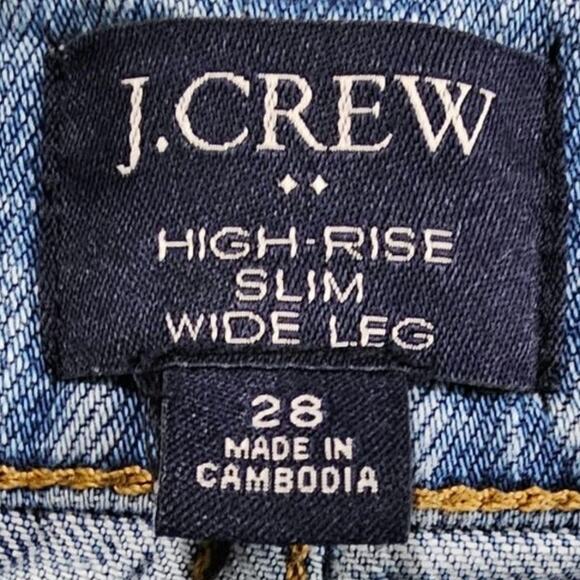 J.CREW
HIGH-RISE
SLIM
WIDE LEG
28
MADE IN
CAMBODIA